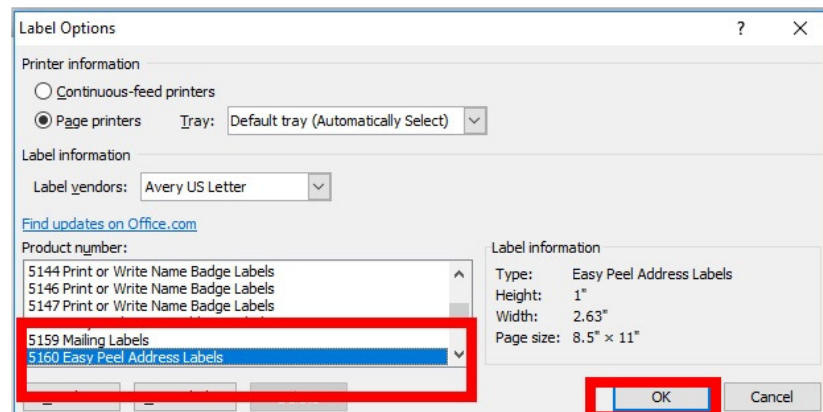 Label Options ?
Printer information
Continuous-feed printers
Page printers Tray: Default tray (Automatically Select)
Label information
Label vendors: Avery US Letter
Find updates on Office.com
Product number:
5144 Print or Write Name Badge Labels
5146 Print or Write Name Badge Labels
5147 Print or Write Name Badge Labels
5159 Mailing Labels
5160 Easy Peel Address Labels
Label information
Type: Easy Peel Address Labels
Height: 1"
Width: 2.63"
Page size: 8.5" × 11"
OK Cancel